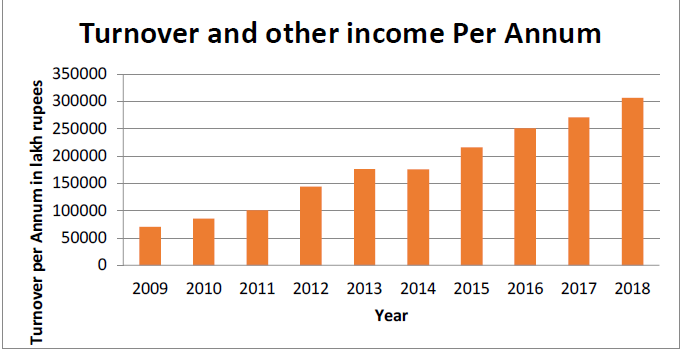 Turnover and other income Per Annum
Turnover per Annum in lakh rupees
350000
300000
250000
200000
150000
100000
50000
0
2009 2010 2011 2012 2013 2014 2015 2016 2017 2018
Year